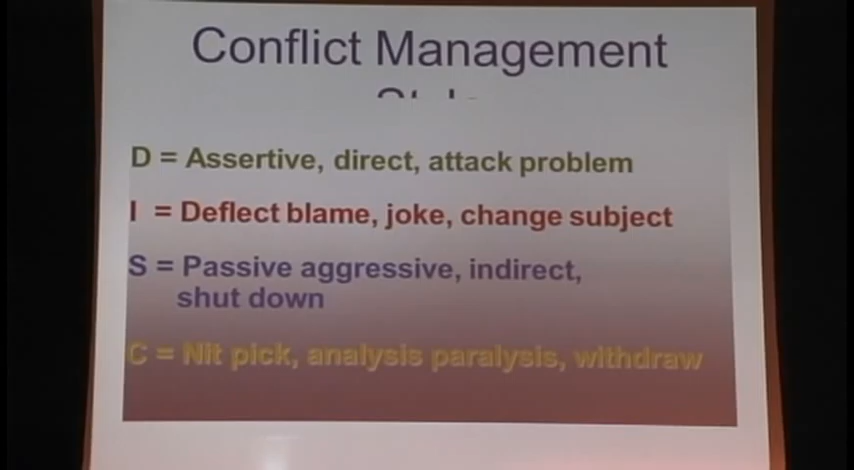 Conflict Management
D = Assertive, direct, attack problem
I = Deflect blame, joke, change subject
S = Passive aggressive, indirect,
shut down
C = Nit pick, analysis paralysis, withdraw